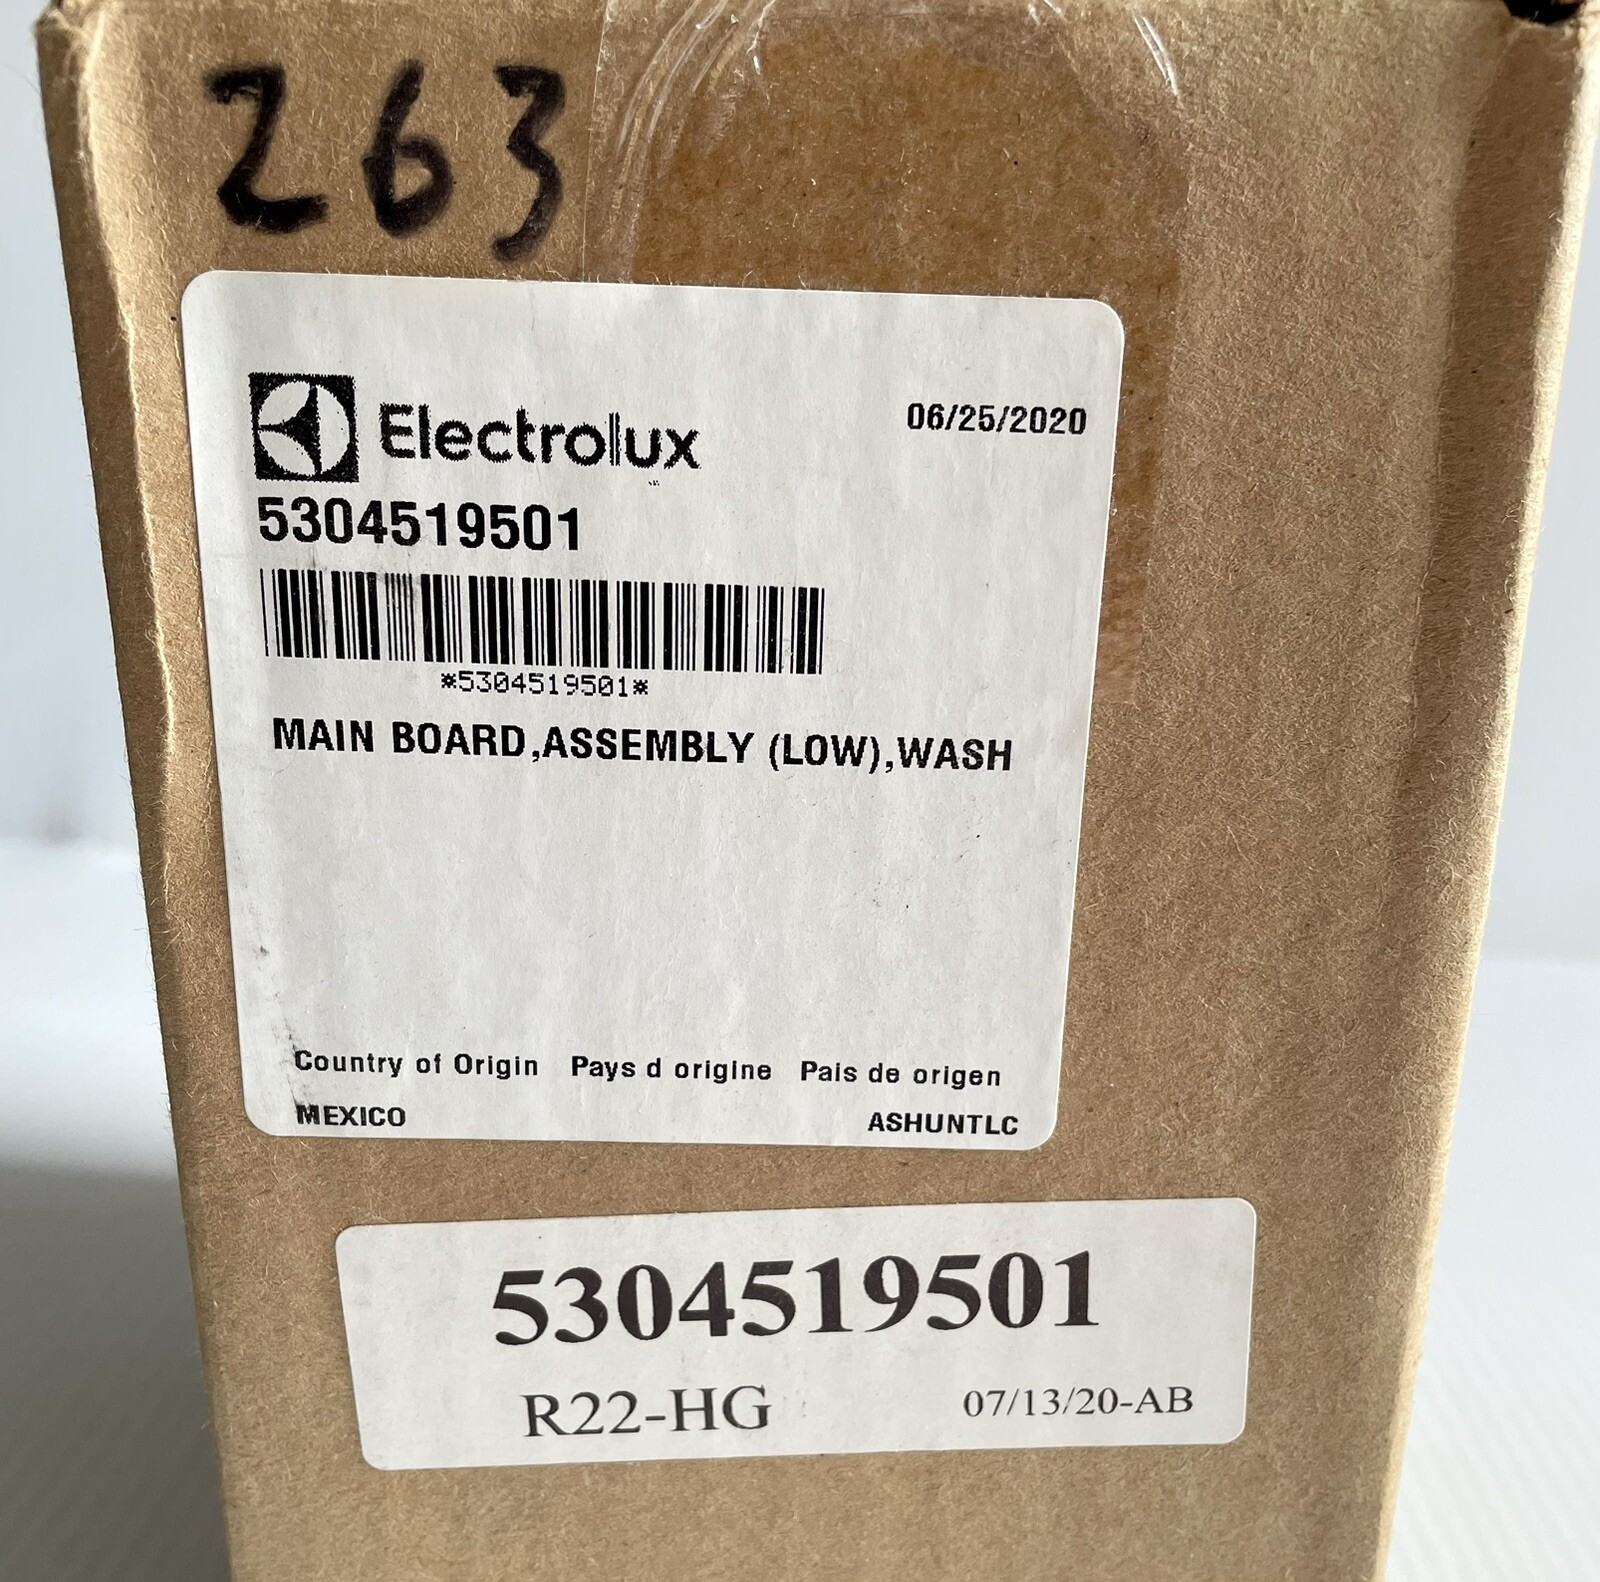 263
Electrolux
06/25/2020
5304519501
*5304519501*
MAIN BOARD,ASSEMBLY (LOW),WASH
Country of Origin Pays d origine Pais de origen
MEXICO ASHUNTLC
5304519501
R22-HG 07/13/20-AB